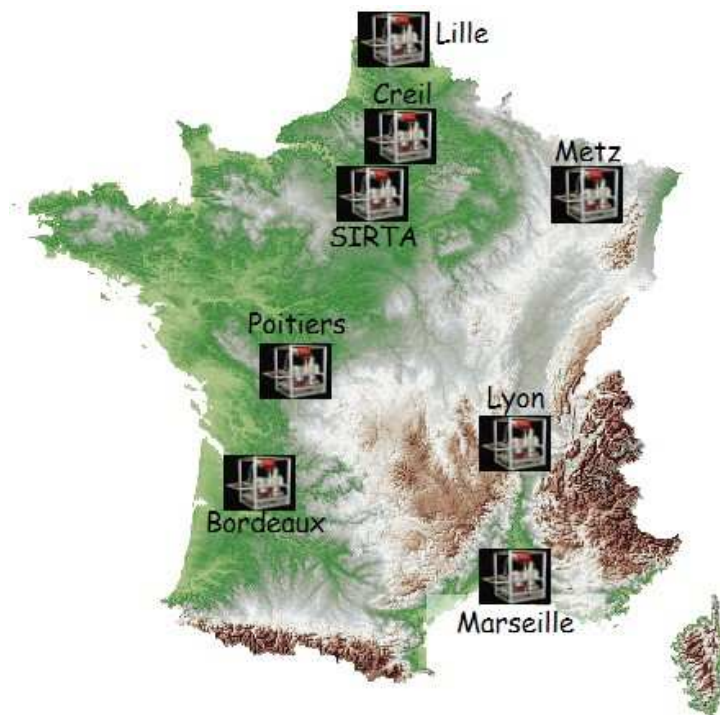 Lille
Creil
Metz
SIRTA
Poitiers
Lyon
Bordeaux
Marseille